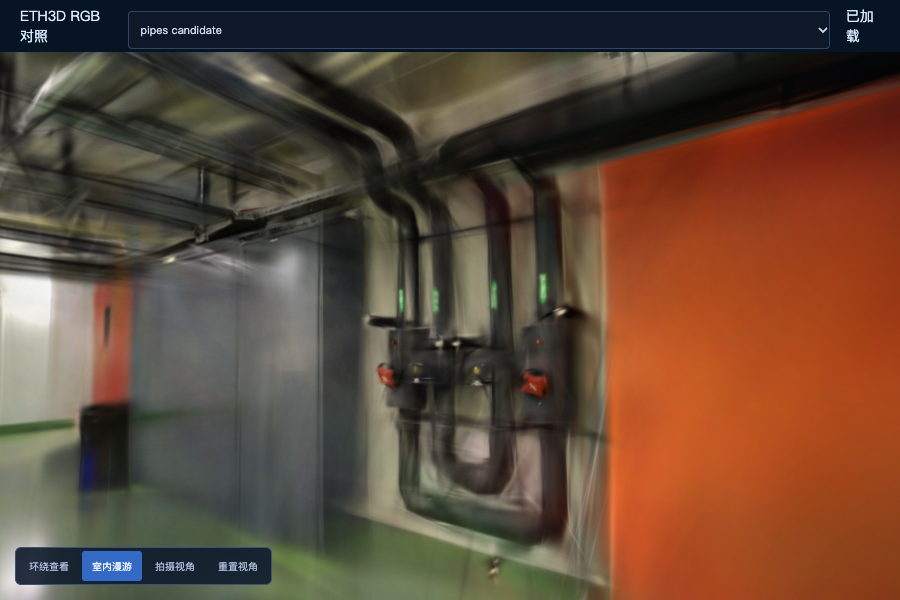 ETH3D RGB
对照
pipes candidate
已加
载
环绕查看
室内漫游
拍摄视角
重置视角